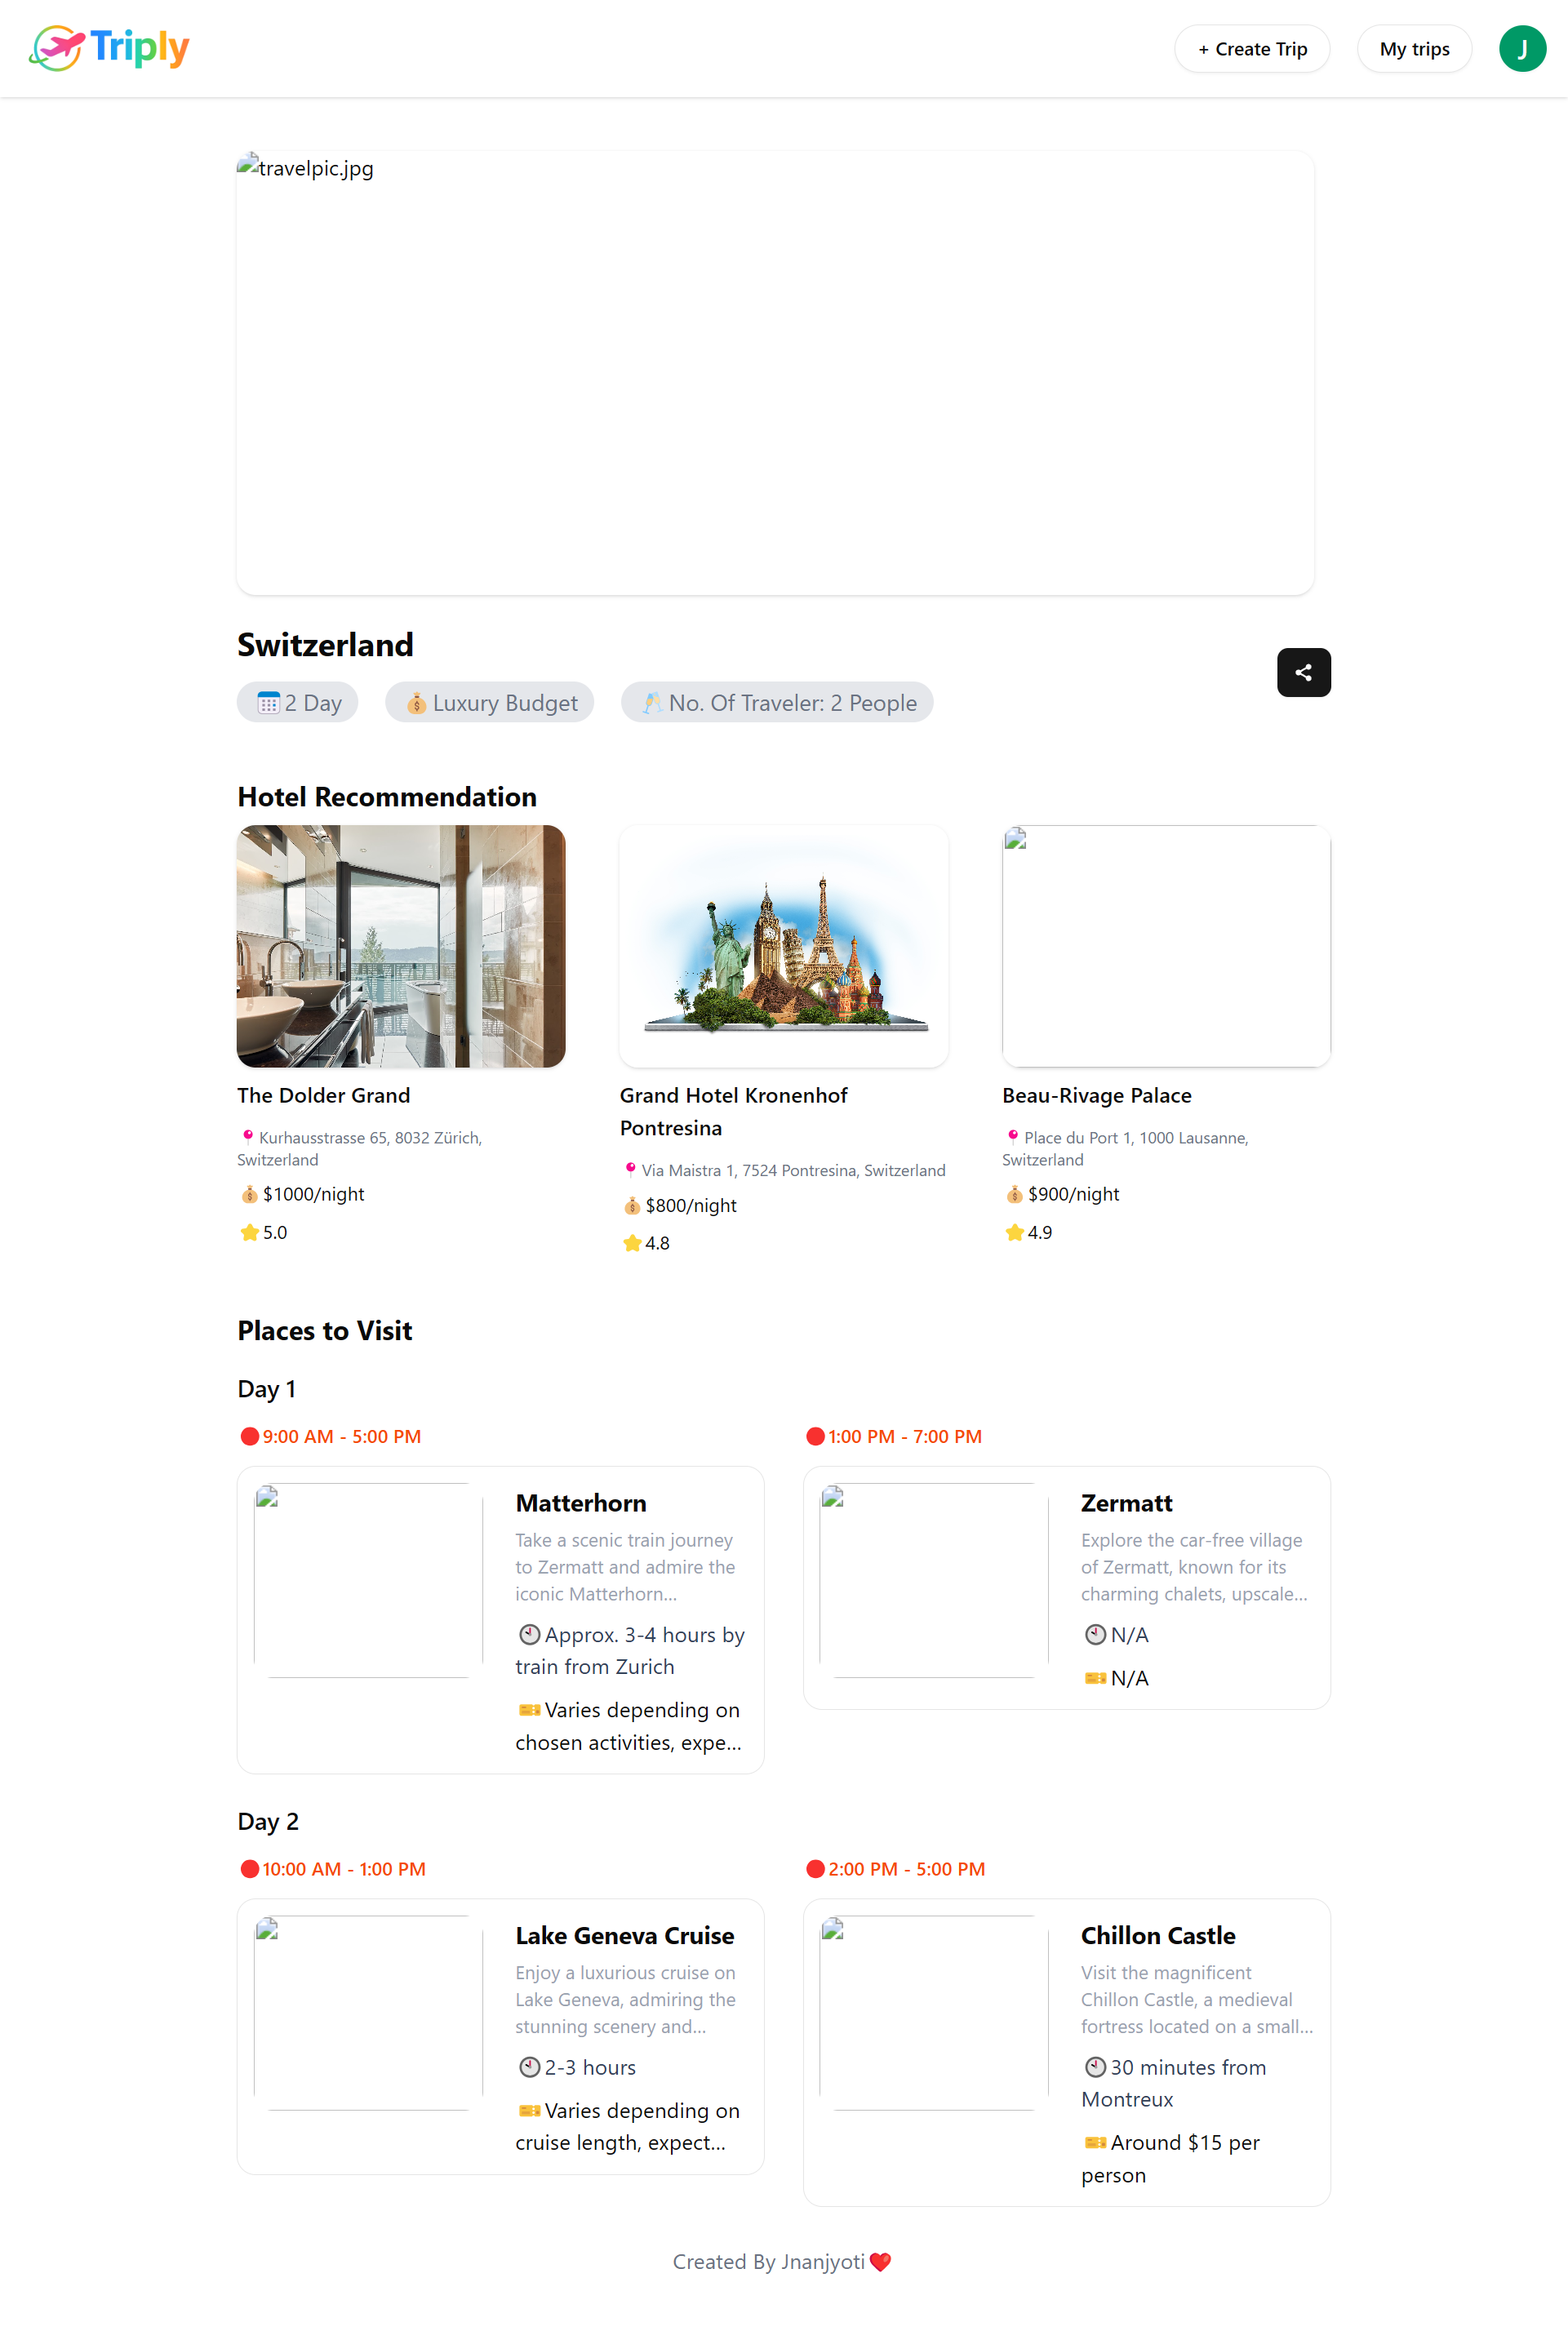 Triply
+ Create Trip
My trips
J
travelpic.jpg
Switzerland
2 Day
Luxury Budget
No. Of Traveler: 2 People
Hotel Recommendation
The Dolder Grand
Kurhausstrasse 65, 8032 Zürich,
Switzerland
$1000/night
5.0
Grand Hotel Kronenhof
Pontresina
Via Maistra 1, 7524 Pontresina, Switzerland
$800/night
4.8
Beau-Rivage Palace
Place du Port 1, 1000 Lausanne,
Switzerland
$900/night
4.9
Places to Visit
Day 1
9:00 AM - 5:00 PM
Matterhorn
Take a scenic train journey
to Zermatt and admire the
iconic Matterhorn...
Approx. 3-4 hours by
train from Zurich
Varies depending on
chosen activities, expe...
1:00 PM - 7:00 PM
Zermatt
Explore the car-free village
of Zermatt, known for its
charming chalets, upscale...
N/A
N/A
Day 2
10:00 AM - 1:00 PM
Lake Geneva Cruise
Enjoy a luxurious cruise on
Lake Geneva, admiring the
stunning scenery and...
2-3 hours
Varies depending on
cruise length, expect...
2:00 PM - 5:00 PM
Chillon Castle
Visit the magnificent
Chillon Castle, a medieval
fortress located on a small...
30 minutes from
Montreux
Around $15 per
person
Created By Jnanjyoti